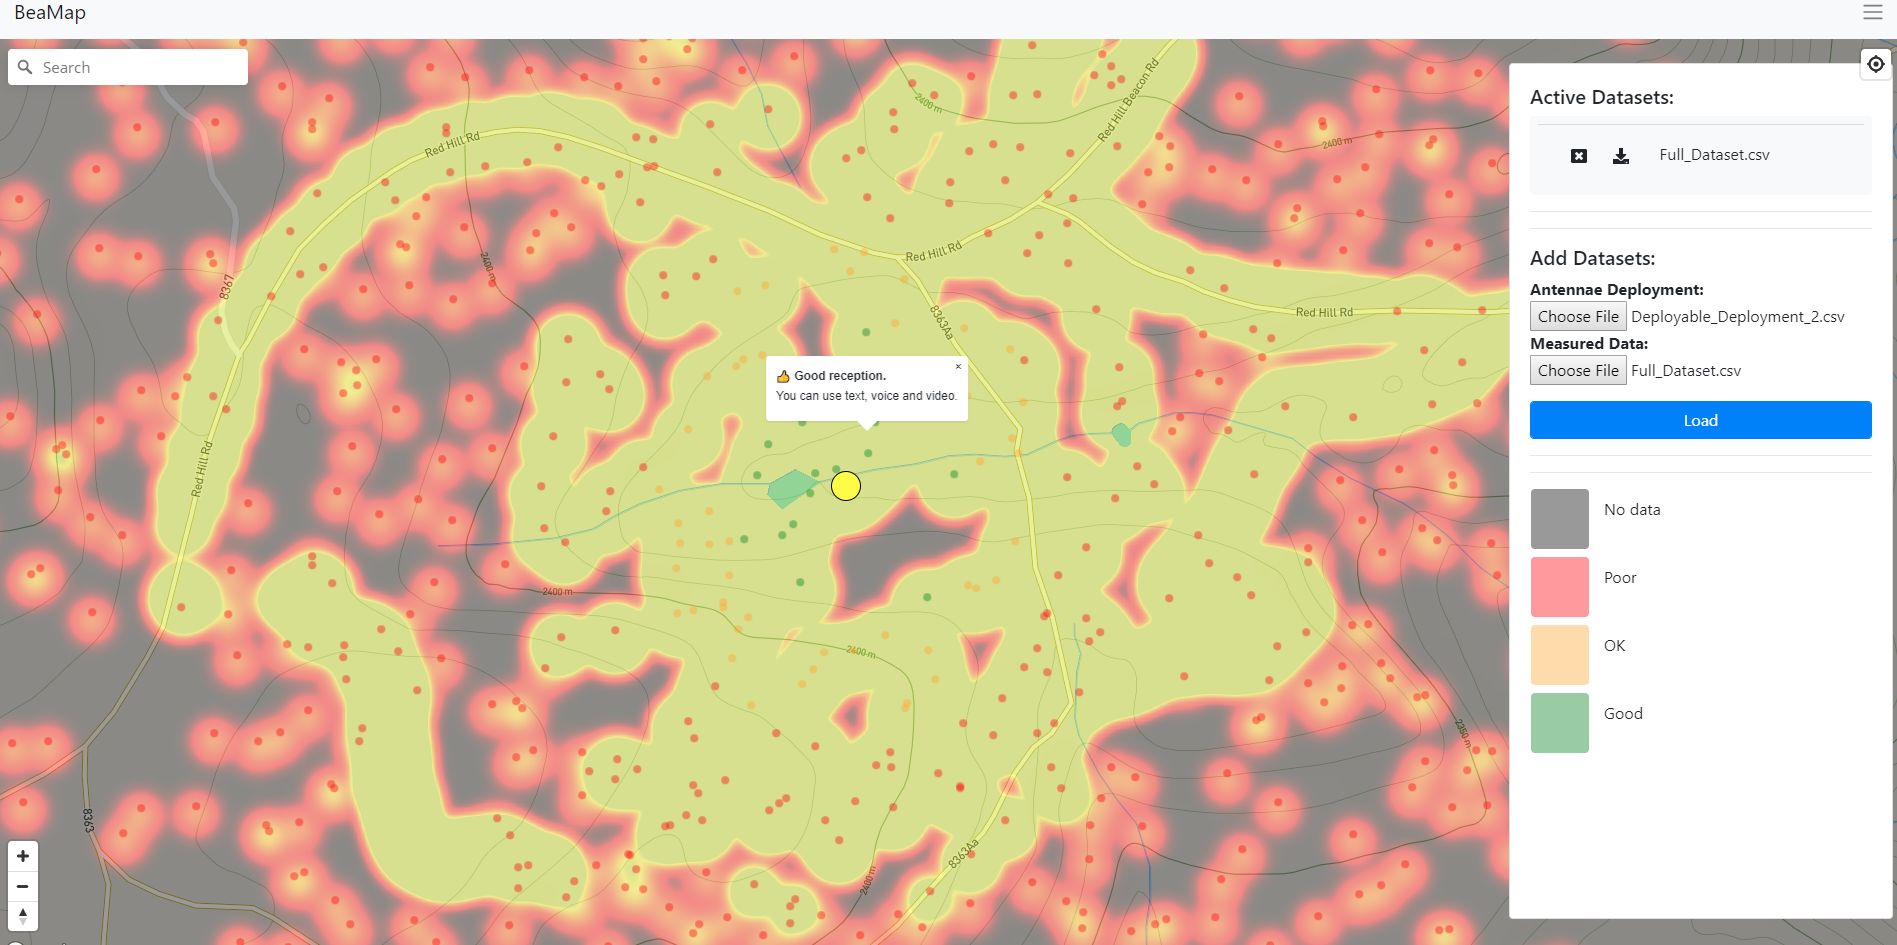 BeaMap
Search
Active Datasets:
Full_Dataset.csv
Add Datasets:
Antennae Deployment:
Choose File Deployable_Deployment_2.csv
Measured Data:
Choose File Full_Dataset.csv
Load
No data
Poor
OK
Good
👍 Good reception. ×
You can use text, voice and video.
Red Hill Rd
Red Hill Beacon Rd
2400 m
2400 m
8367
2400 m
Red Hill Rd
8363Aa
Red Hill Rd
Red Hill Rd
2400 m
2400 m
2350 m
8363
8363Aa
2400 m
+
−